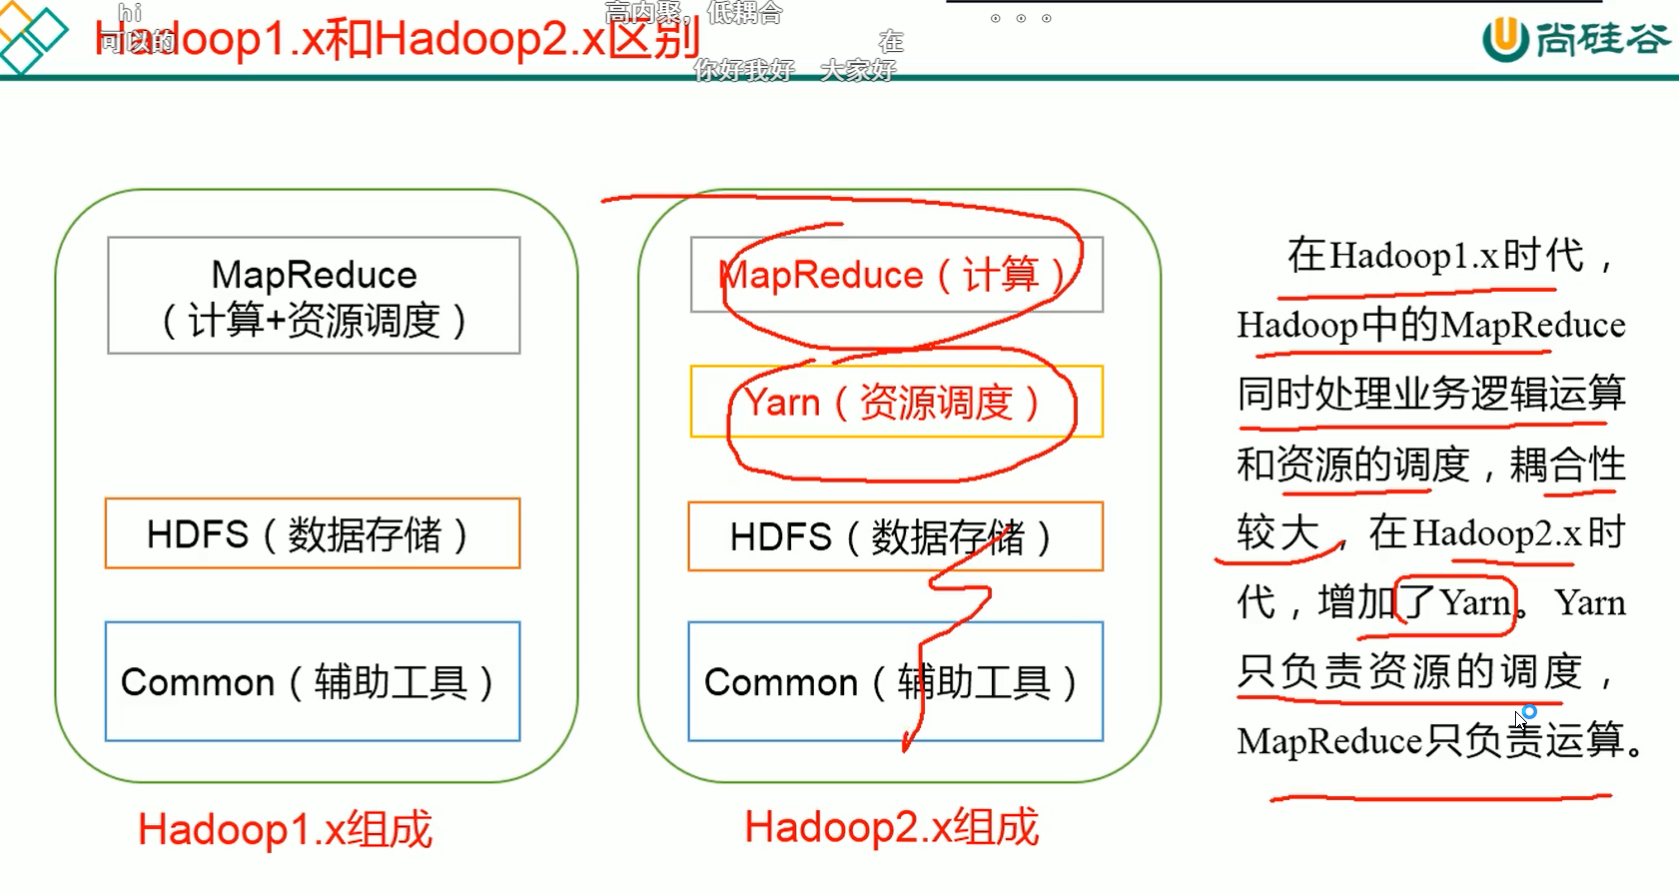 hi
高内聚，低耦合
。。。
可以的
Hadoop1.x和Hadoop2.x区别
在
你好我好
大家好
尚硅谷
MapReduce
（计算+资源调度）
HDFS（数据存储）
Common（辅助工具）
Hadoop1.x组成
MapReduce（计算）
Yarn（资源调度）
HDFS（数据存储）
Common（辅助工具）
Hadoop2.x组成
在Hadoop1.x时代，
Hadoop中的MapReduce
同时处理业务逻辑运算
和资源的调度，耦合性
较大，在Hadoop2.x时
代，增加了Yarn。Yarn
只负责资源的调度，
MapReduce只负责运算。